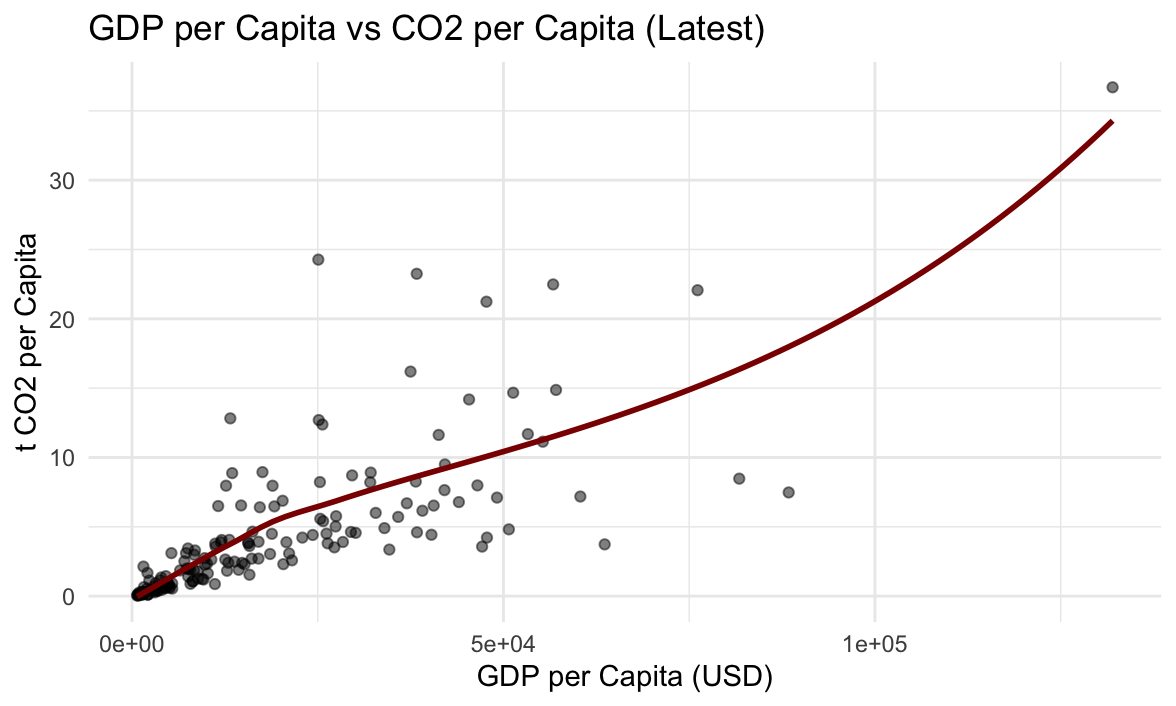 GDP per Capita vs CO2 per Capita (Latest)
t CO2 per Capita
30
20
10
0
0e+00
5e+04
1e+05
GDP per Capita (USD)